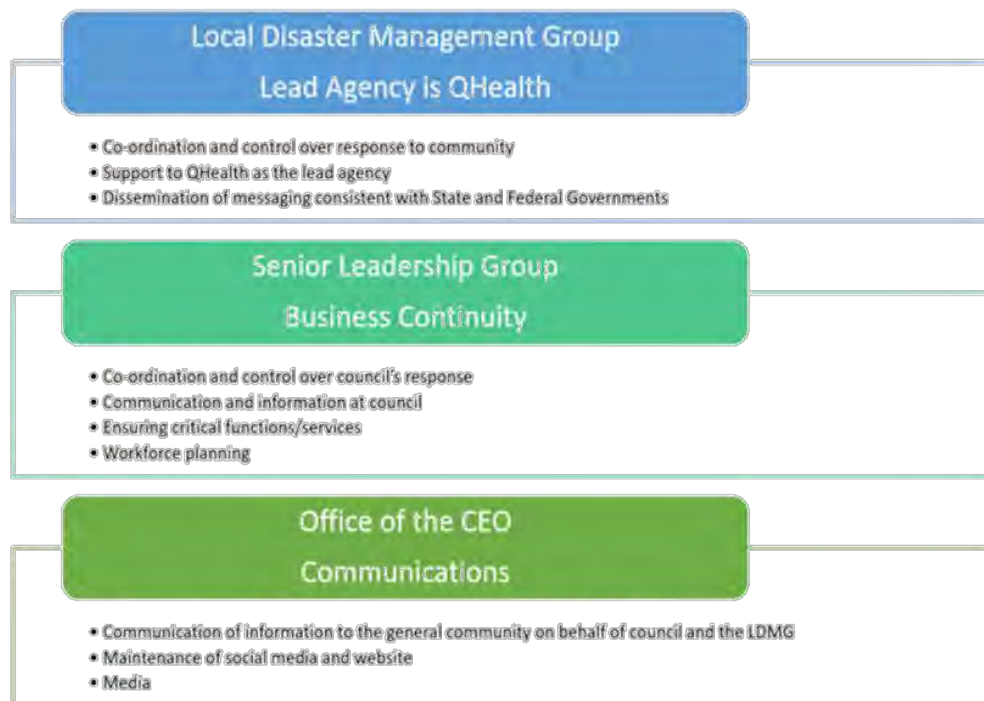 Local Disaster Management Group
Lead Agency is QHealth
• Co-ordination and control over response to community
• Support to QHealth as the lead agency
• Dissemination of messaging consistent with State and Federal Governments
Senior Leadership Group
Business Continuity
• Co-ordination and control over council's response
• Communication and information at council
• Ensuring critical functions/services
• Workforce planning
Office of the CEO
Communications
• Communication of information to the general community on behalf of council and the LDMG
• Maintenance of social media and website
• Media